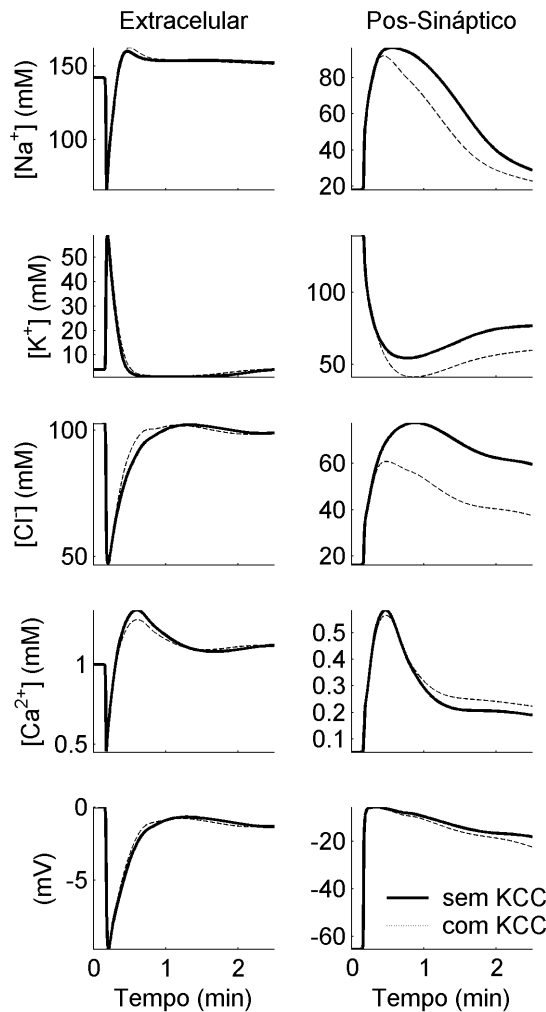 Extracelular
Pos-Sináptico
[Na⁺] (mM)
150
100
80
60
40
20
[K⁺] (mM)
50
40
30
20
10
100
50
[Cl⁻] (mM)
100
50
60
40
20
[Ca²⁺] (mM)
1
0.5
0.5
0.4
0.3
0.2
0.1
(mV)
0
-5
-20
-40
-60
sem KCC
com KCC
0 1 2
0 1 2
Tempo (min)
Tempo (min)